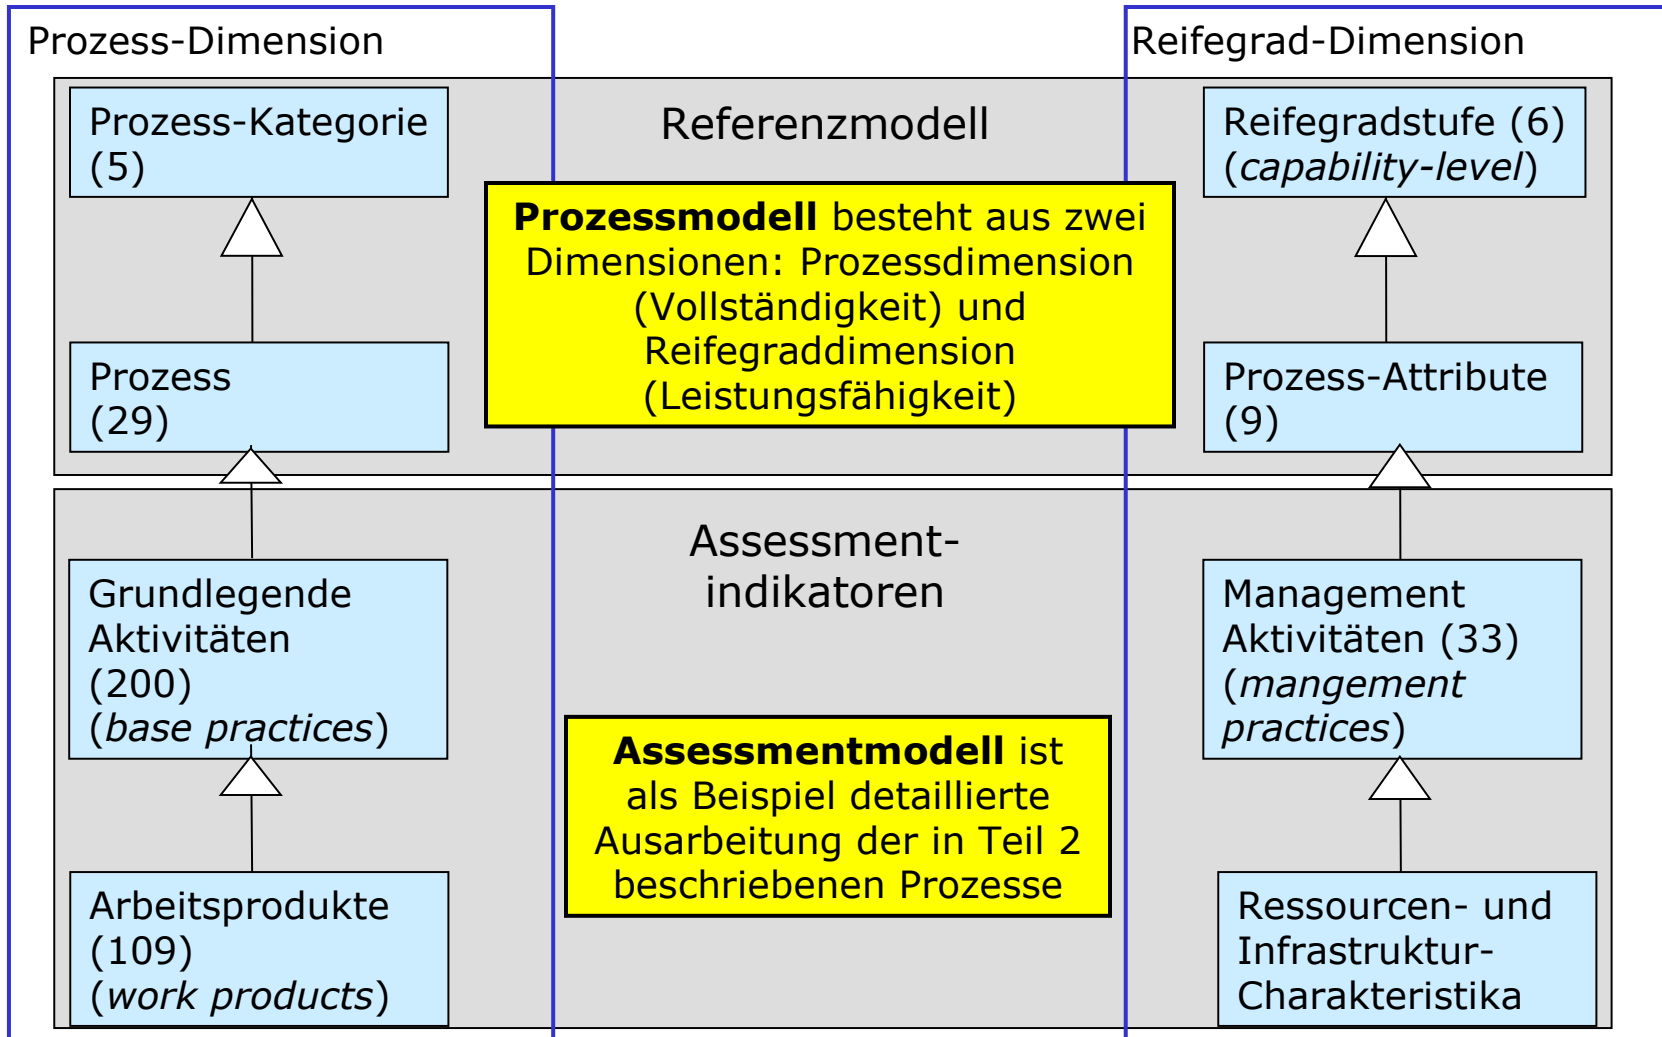 Prozess-Dimension
Reifegrad-Dimension
Prozess-Kategorie
(5)
Referenzmodell
Reifegradstufe (6)
(capability-level)
Prozessmodell besteht aus zwei
Dimensionen: Prozessdimension
(Vollständigkeit) und
Reifegraddimension
(Leistungsfähigkeit)
Prozess
(29)
Prozess-Attribute
(9)
Assessment-
indikatoren
Grundlegende
Aktivitäten
(200)
(base practices)
Management
Aktivitäten (33)
(mangement
practices)
Assessmentmodell ist
als Beispiel detaillierte
Ausarbeitung der in Teil 2
beschriebenen Prozesse
Arbeitsprodukte
(109)
(work products)
Ressourcen- und
Infrastruktur-
Charakteristika